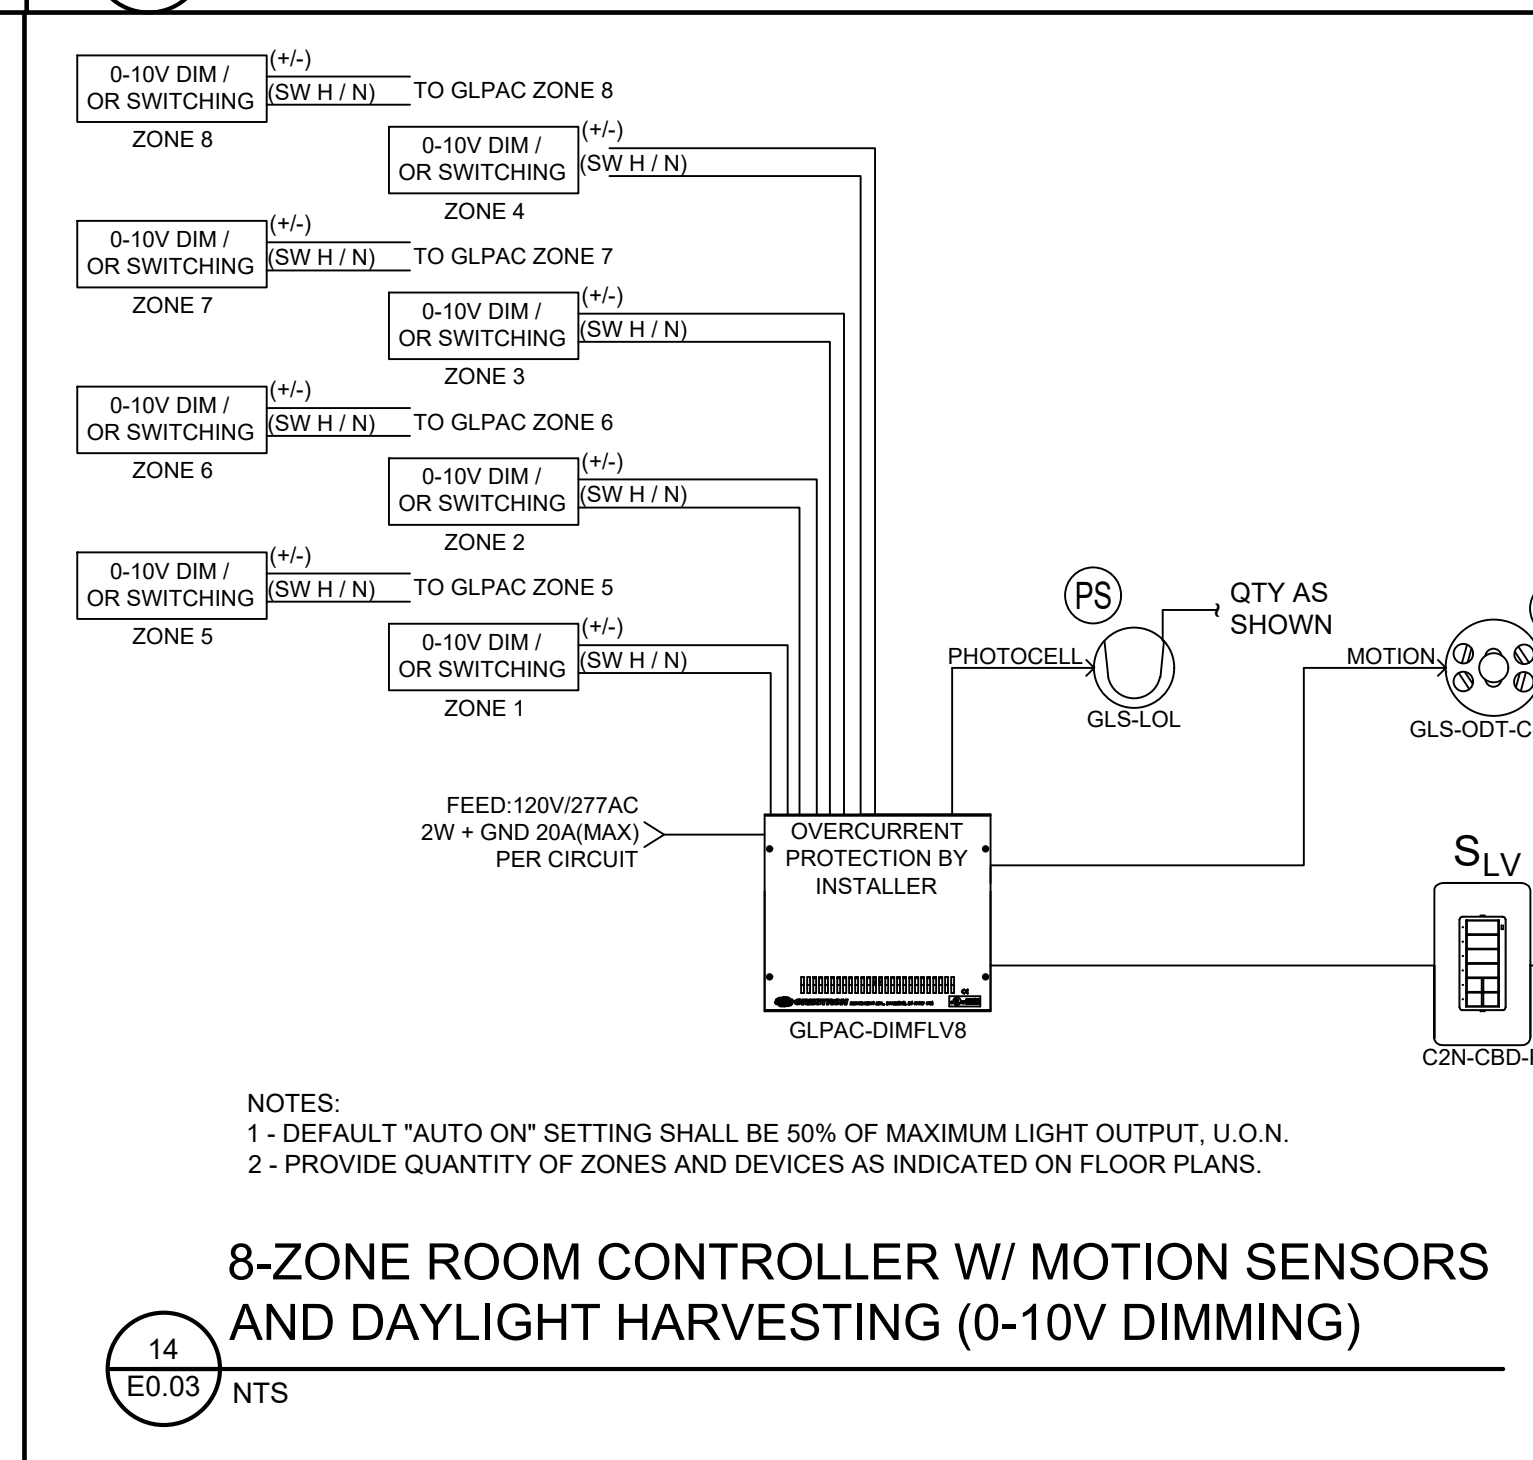 (+/-)
0-10V DIM /
OR SWITCHING
(SW H / N)
TO GLPAC ZONE 8
ZONE 8
(+/-)
0-10V DIM /
OR SWITCHING
(SW H / N)
ZONE 4
(+/-)
0-10V DIM /
OR SWITCHING
(SW H / N)
TO GLPAC ZONE 7
ZONE 7
(+/-)
0-10V DIM /
OR SWITCHING
(SW H / N)
ZONE 3
(+/-)
0-10V DIM /
OR SWITCHING
(SW H / N)
TO GLPAC ZONE 6
ZONE 6
(+/-)
0-10V DIM /
OR SWITCHING
(SW H / N)
ZONE 2
(+/-)
0-10V DIM /
OR SWITCHING
(SW H / N)
TO GLPAC ZONE 5
ZONE 5
(+/-)
0-10V DIM /
OR SWITCHING
(SW H / N)
ZONE 1
PS
QTY AS
SHOWN
PHOTOCELL
GLS-LOL
MOTION
GLS-ODT-C
FEED:120V/277AC
2W + GND 20A(MAX)
PER CIRCUIT
OVERCURRENT
PROTECTION BY
INSTALLER
CRESTRON
GLPAC-DIMFLV8
SLV
C2N-CBD-
NOTES:
1 - DEFAULT "AUTO ON" SETTING SHALL BE 50% OF MAXIMUM LIGHT OUTPUT, U.O.N.
2 - PROVIDE QUANTITY OF ZONES AND DEVICES AS INDICATED ON FLOOR PLANS.
8-ZONE ROOM CONTROLLER W/ MOTION SENSORS
AND DAYLIGHT HARVESTING (0-10V DIMMING)
14
E0.03
NTS